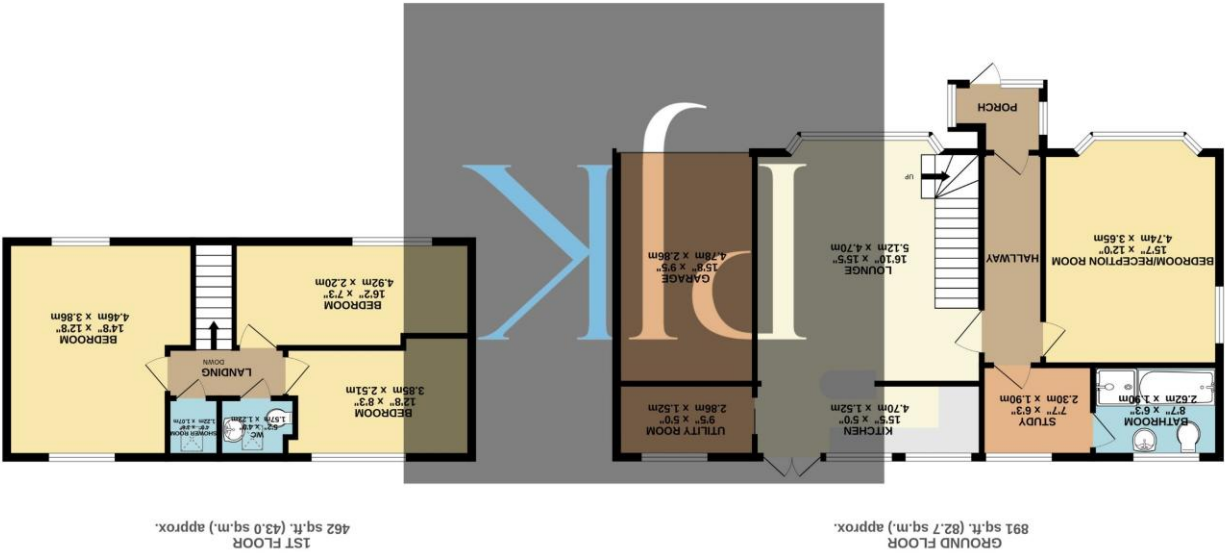 GROUND FLOOR
891 sq.ft. (82.7 sq.m.) approx.
BATHROOM
8'7" x 6'3"
2.62m x 1.90m
STUDY
7'7" x 6'3"
2.30m x 1.90m
KITCHEN
15'5" x 5'0"
4.70m x 1.52m
UTILITY ROOM
9'5" x 5'0"
2.86m x 1.52m
BEDROOM/RECEPTION ROOM
15'7" x 12'0"
4.74m x 3.65m
HALLWAY
LOUNGE
16'10" x 15'5"
5.12m x 4.70m
GARAGE
15'8" x 9'5"
4.78m x 2.86m
UP
PORCH
1ST FLOOR
462 sq.ft. (43.0 sq.m.) approx.
BEDROOM
12'8" x 8'3"
3.85m x 2.51m
WC
5'2" x 4'0"
1.57m x 1.22m
SHOWER ROOM
4'0" x 3'6"
1.22m x 1.07m
LANDING
DOWN
BEDROOM
16'2" x 7'3"
4.92m x 2.20m
BEDROOM
14'8" x 12'8"
4.46m x 3.86m